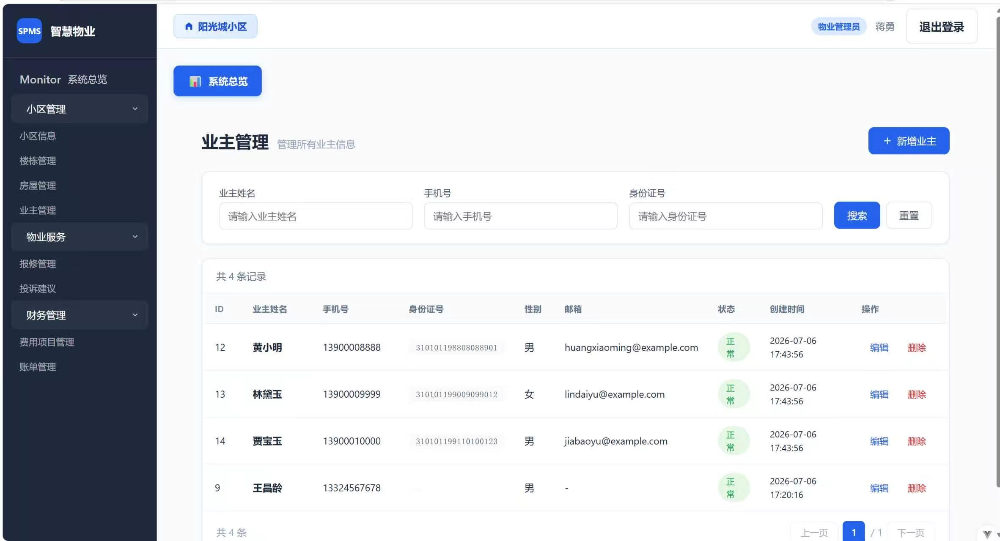 SPMS 智慧物业
阳光城小区
物业管理员 蒋勇 退出登录
Monitor 系统总览
小区管理
小区信息
楼栋管理
房屋管理
业主管理
物业服务
报修管理
投诉建议
财务管理
费用项目管理
账单管理
系统总览
业主管理 管理所有业主信息
+ 新增业主
业主姓名 手机号 身份证号
请输入业主姓名 请输入手机号 请输入身份证号 搜索 重置
共 4 条记录
ID 业主姓名 手机号 身份证号 性别 邮箱 状态 创建时间 操作
12 黄小明 13900008888 310101198808088901 男 huangxiaoming@example.com 正常 2026-07-06 17:43:56 编辑 删除
13 林黛玉 13900009999 310101199009099012 女 lindaiyu@example.com 正常 2026-07-06 17:43:56 编辑 删除
14 贾宝玉 13900010000 310101199110100123 男 jiabaoyu@example.com 正常 2026-07-06 17:43:56 编辑 删除
9 王昌龄 13324567678 男 - 正常 2026-07-06 17:20:16 编辑 删除
共 4 条
上一页 1 / 1 下一页